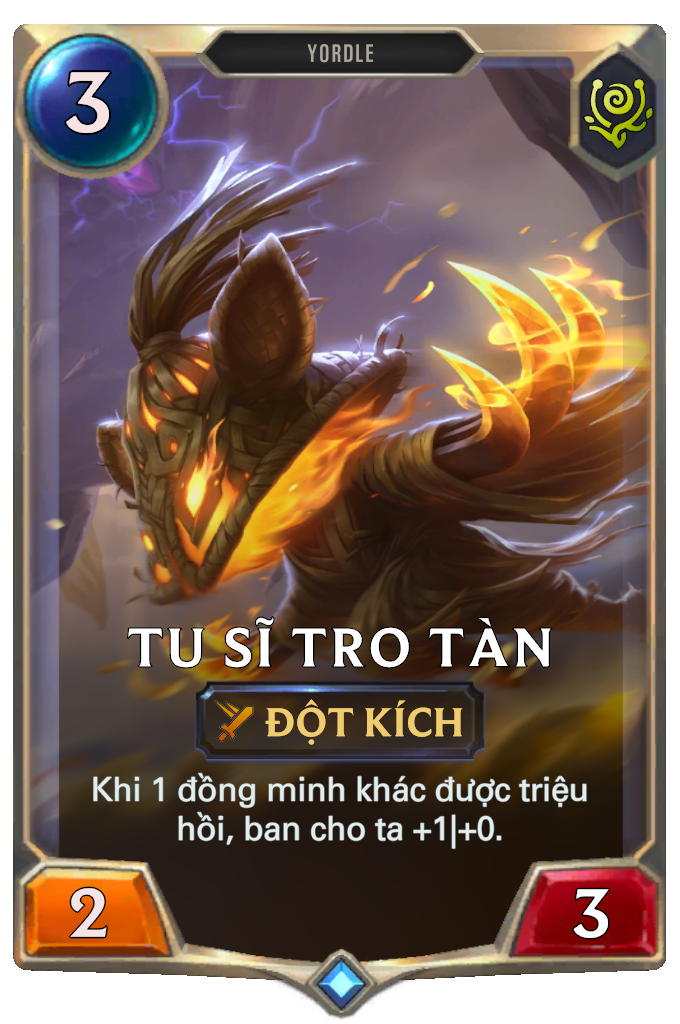 YORDLE
3
TU SĨ TRO TÀN
ĐỘT KÍCH
Khi 1 đồng minh khác được triệu
hồi, ban cho ta +1|+0.
2
3